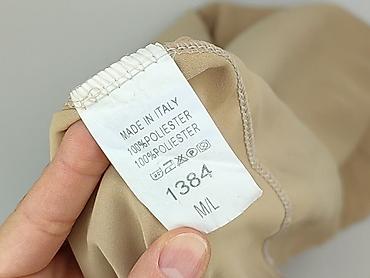 MADE IN ITALY
100%POLIESTER
100%POLIESTER
1384
M/L